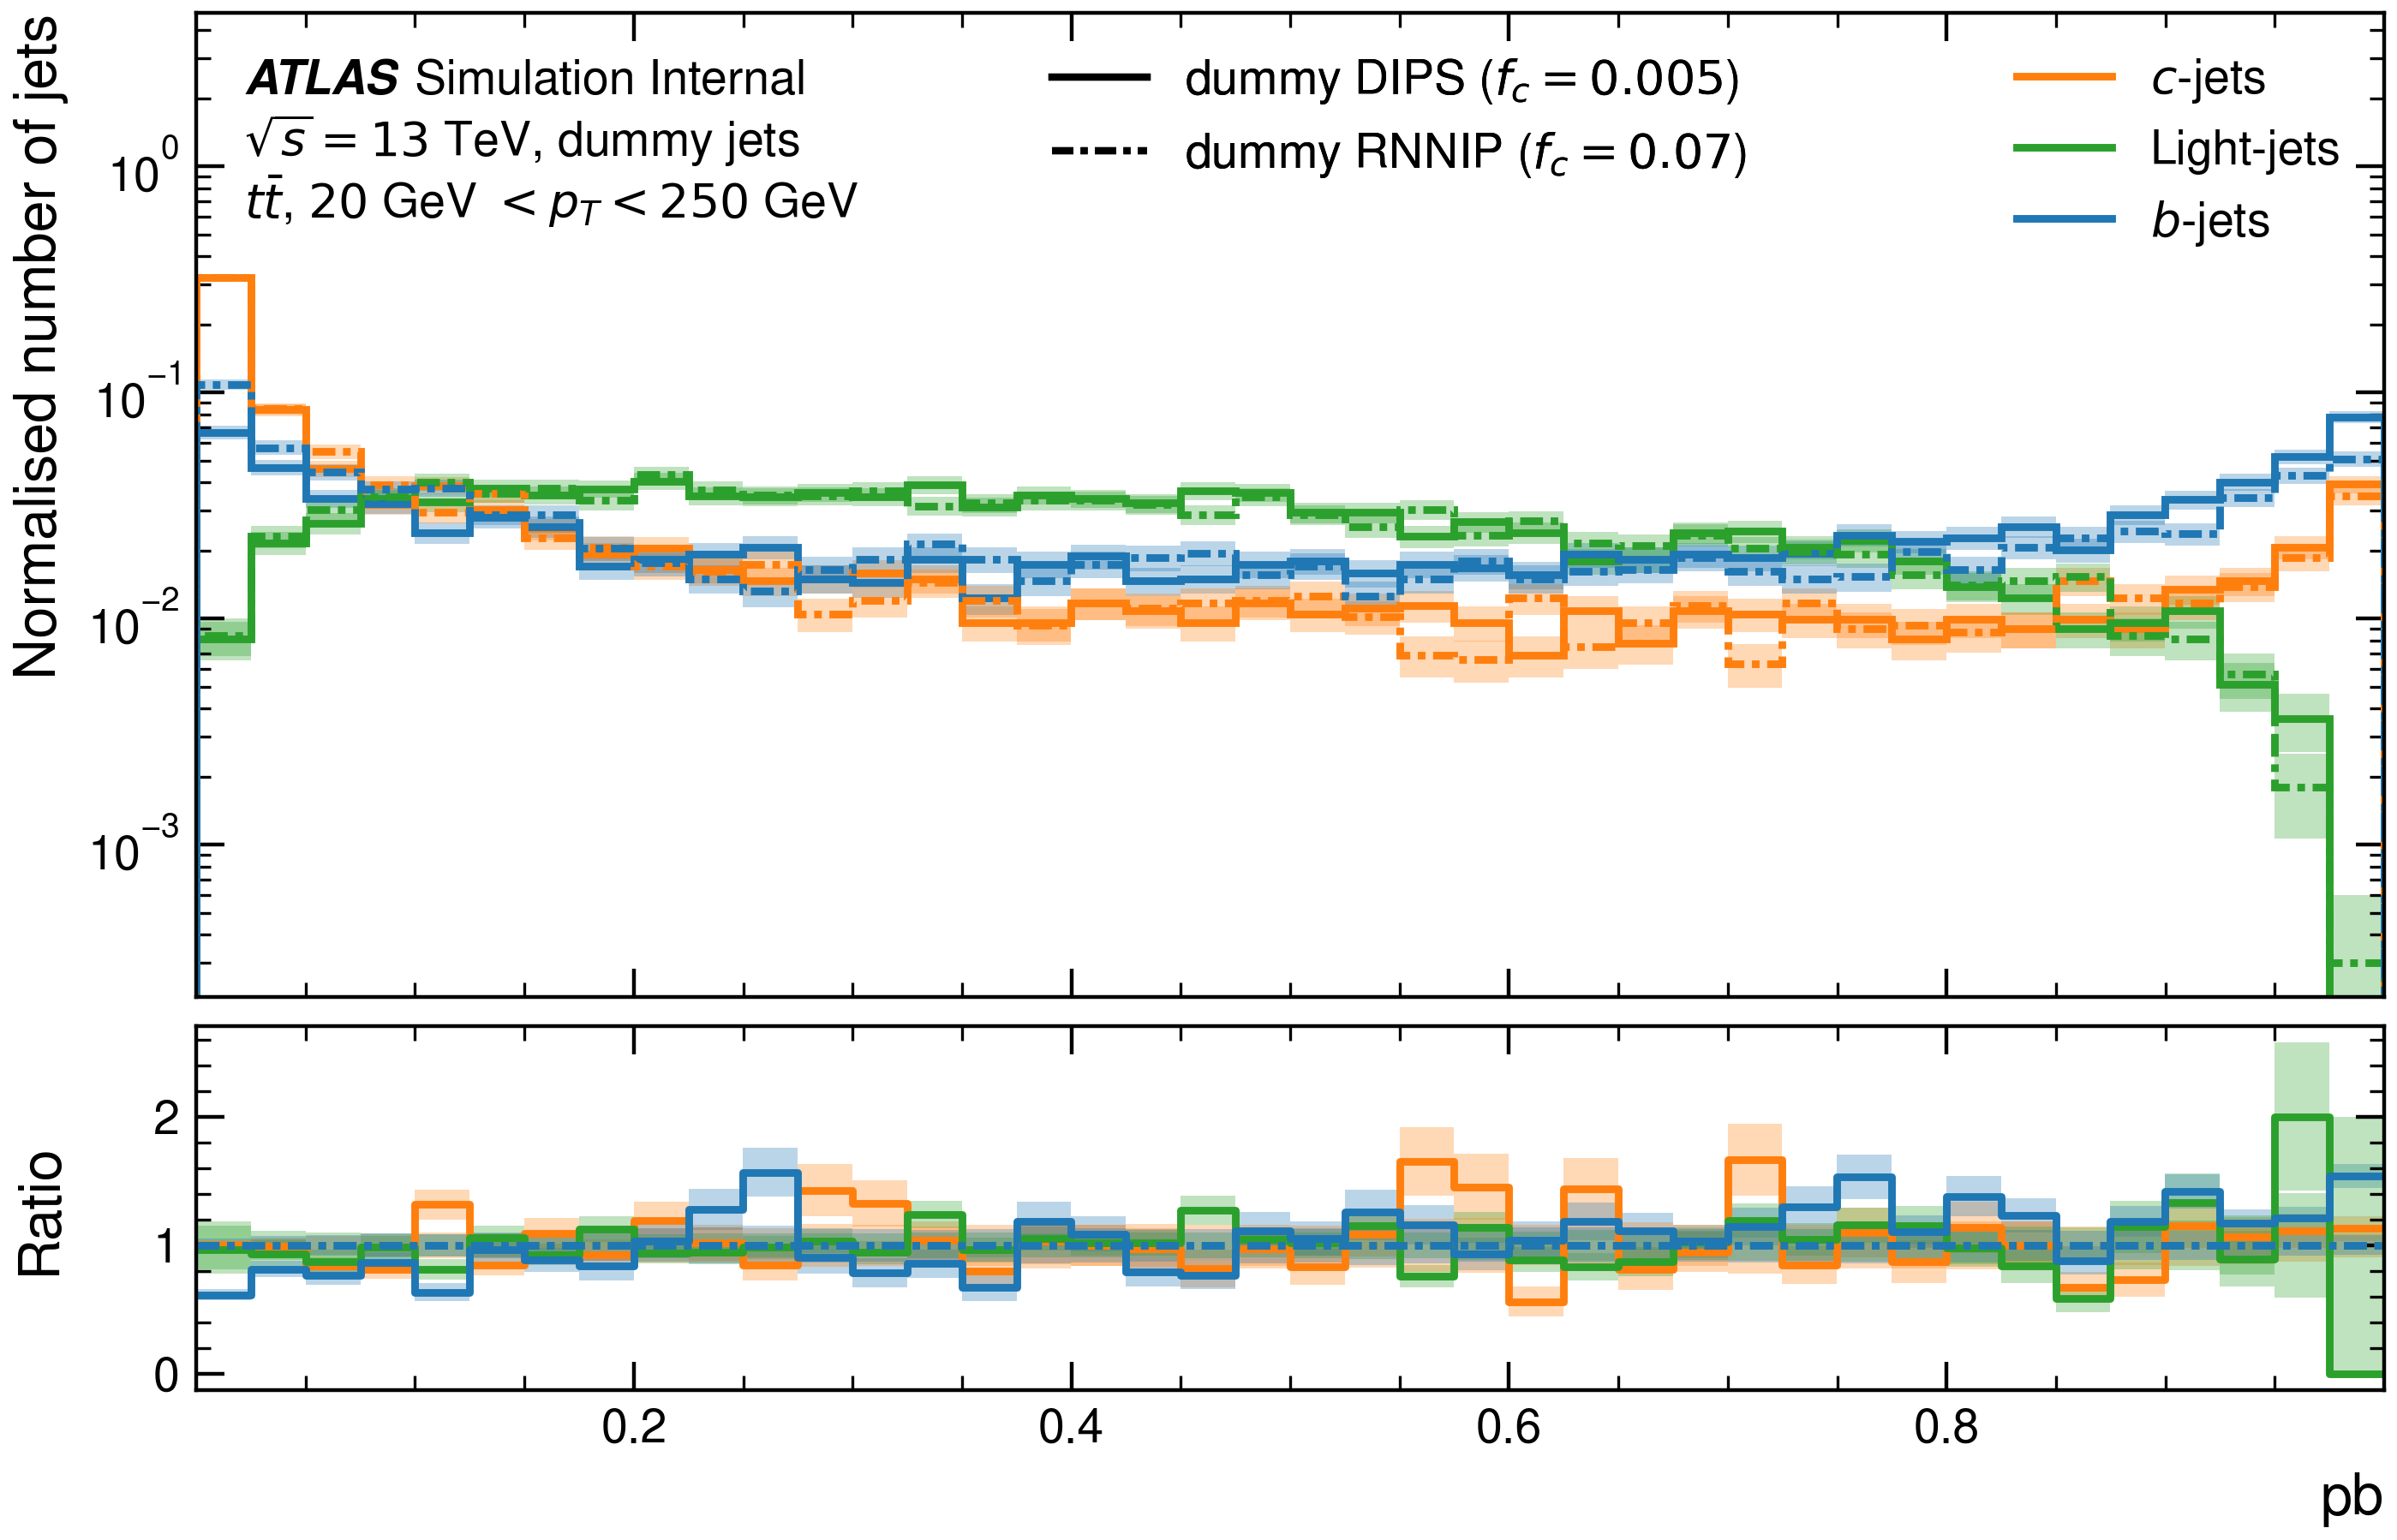 Normalised number of jets
10⁰
10⁻¹
10⁻²
10⁻³
ATLAS Simulation Internal
√s = 13 TeV, dummy jets
tt̄, 20 GeV < p_T < 250 GeV
dummy DIPS (f_c = 0.005)
dummy RNNIP (f_c = 0.07)
c-jets
Light-jets
b-jets
Ratio
2
1
0
0.2
0.4
0.6
0.8
pb